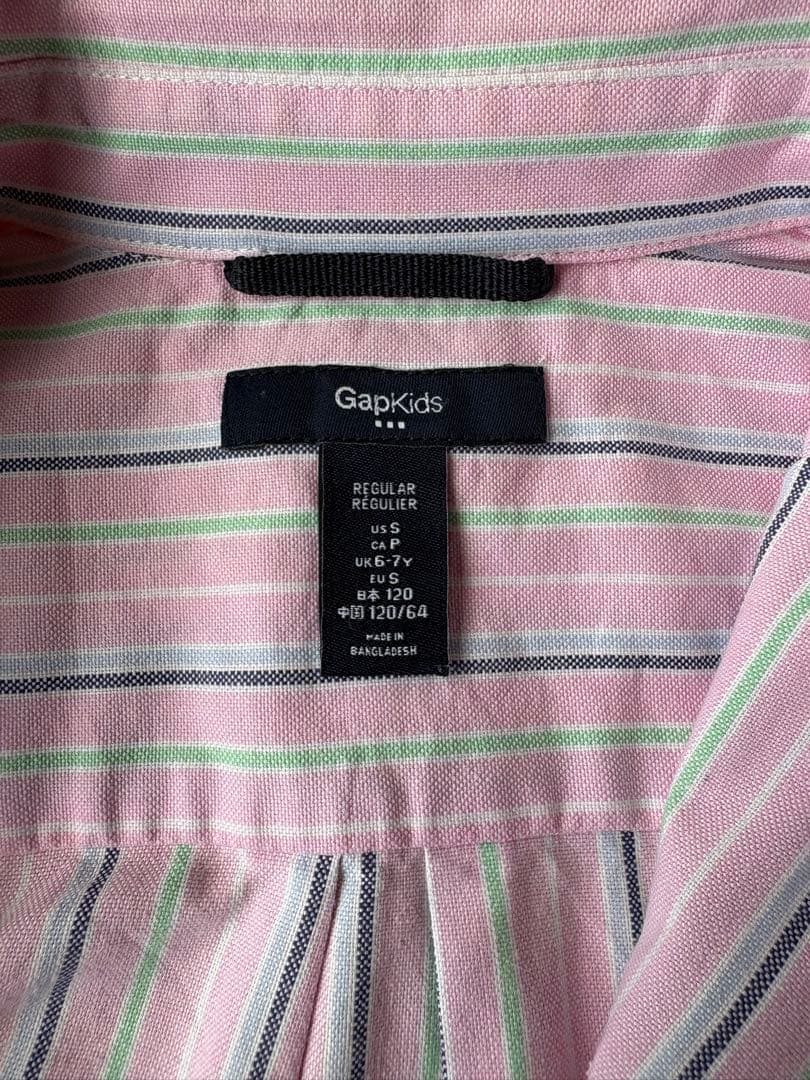 GapKids
REGULAR
RÉGULIER
US S
CA P
UK 6-7Y
EU S
日本 120
中国 120/64
MADE IN
BANGLADESH